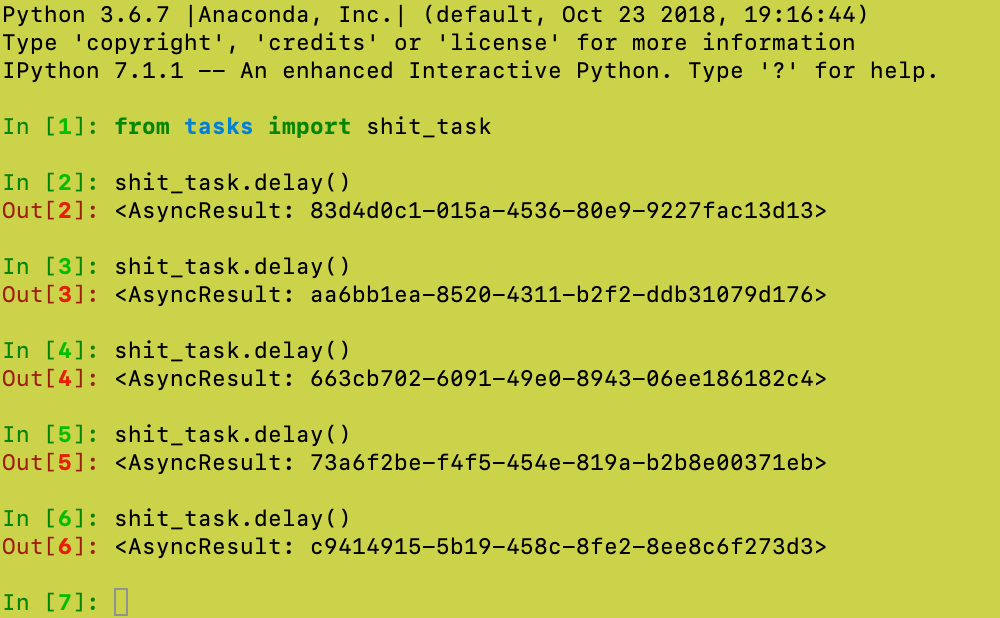 Python 3.6.7 |Anaconda, Inc.| (default, Oct 23 2018, 19:16:44)
Type 'copyright', 'credits' or 'license' for more information
IPython 7.1.1 -- An enhanced Interactive Python. Type '?' for help.
In [1]: from tasks import shit_task
In [2]: shit_task.delay()
Out[2]: <AsyncResult: 83d4d0c1-015a-4536-80e9-9227fac13d13>
In [3]: shit_task.delay()
Out[3]: <AsyncResult: aa6bb1ea-8520-4311-b2f2-ddb31079d176>
In [4]: shit_task.delay()
Out[4]: <AsyncResult: 663cb702-6091-49e0-8943-06ee186182c4>
In [5]: shit_task.delay()
Out[5]: <AsyncResult: 73a6f2be-f4f5-454e-819a-b2b8e00371eb>
In [6]: shit_task.delay()
Out[6]: <AsyncResult: c9414915-5b19-458c-8fe2-8ee8c6f273d3>
In [7]: